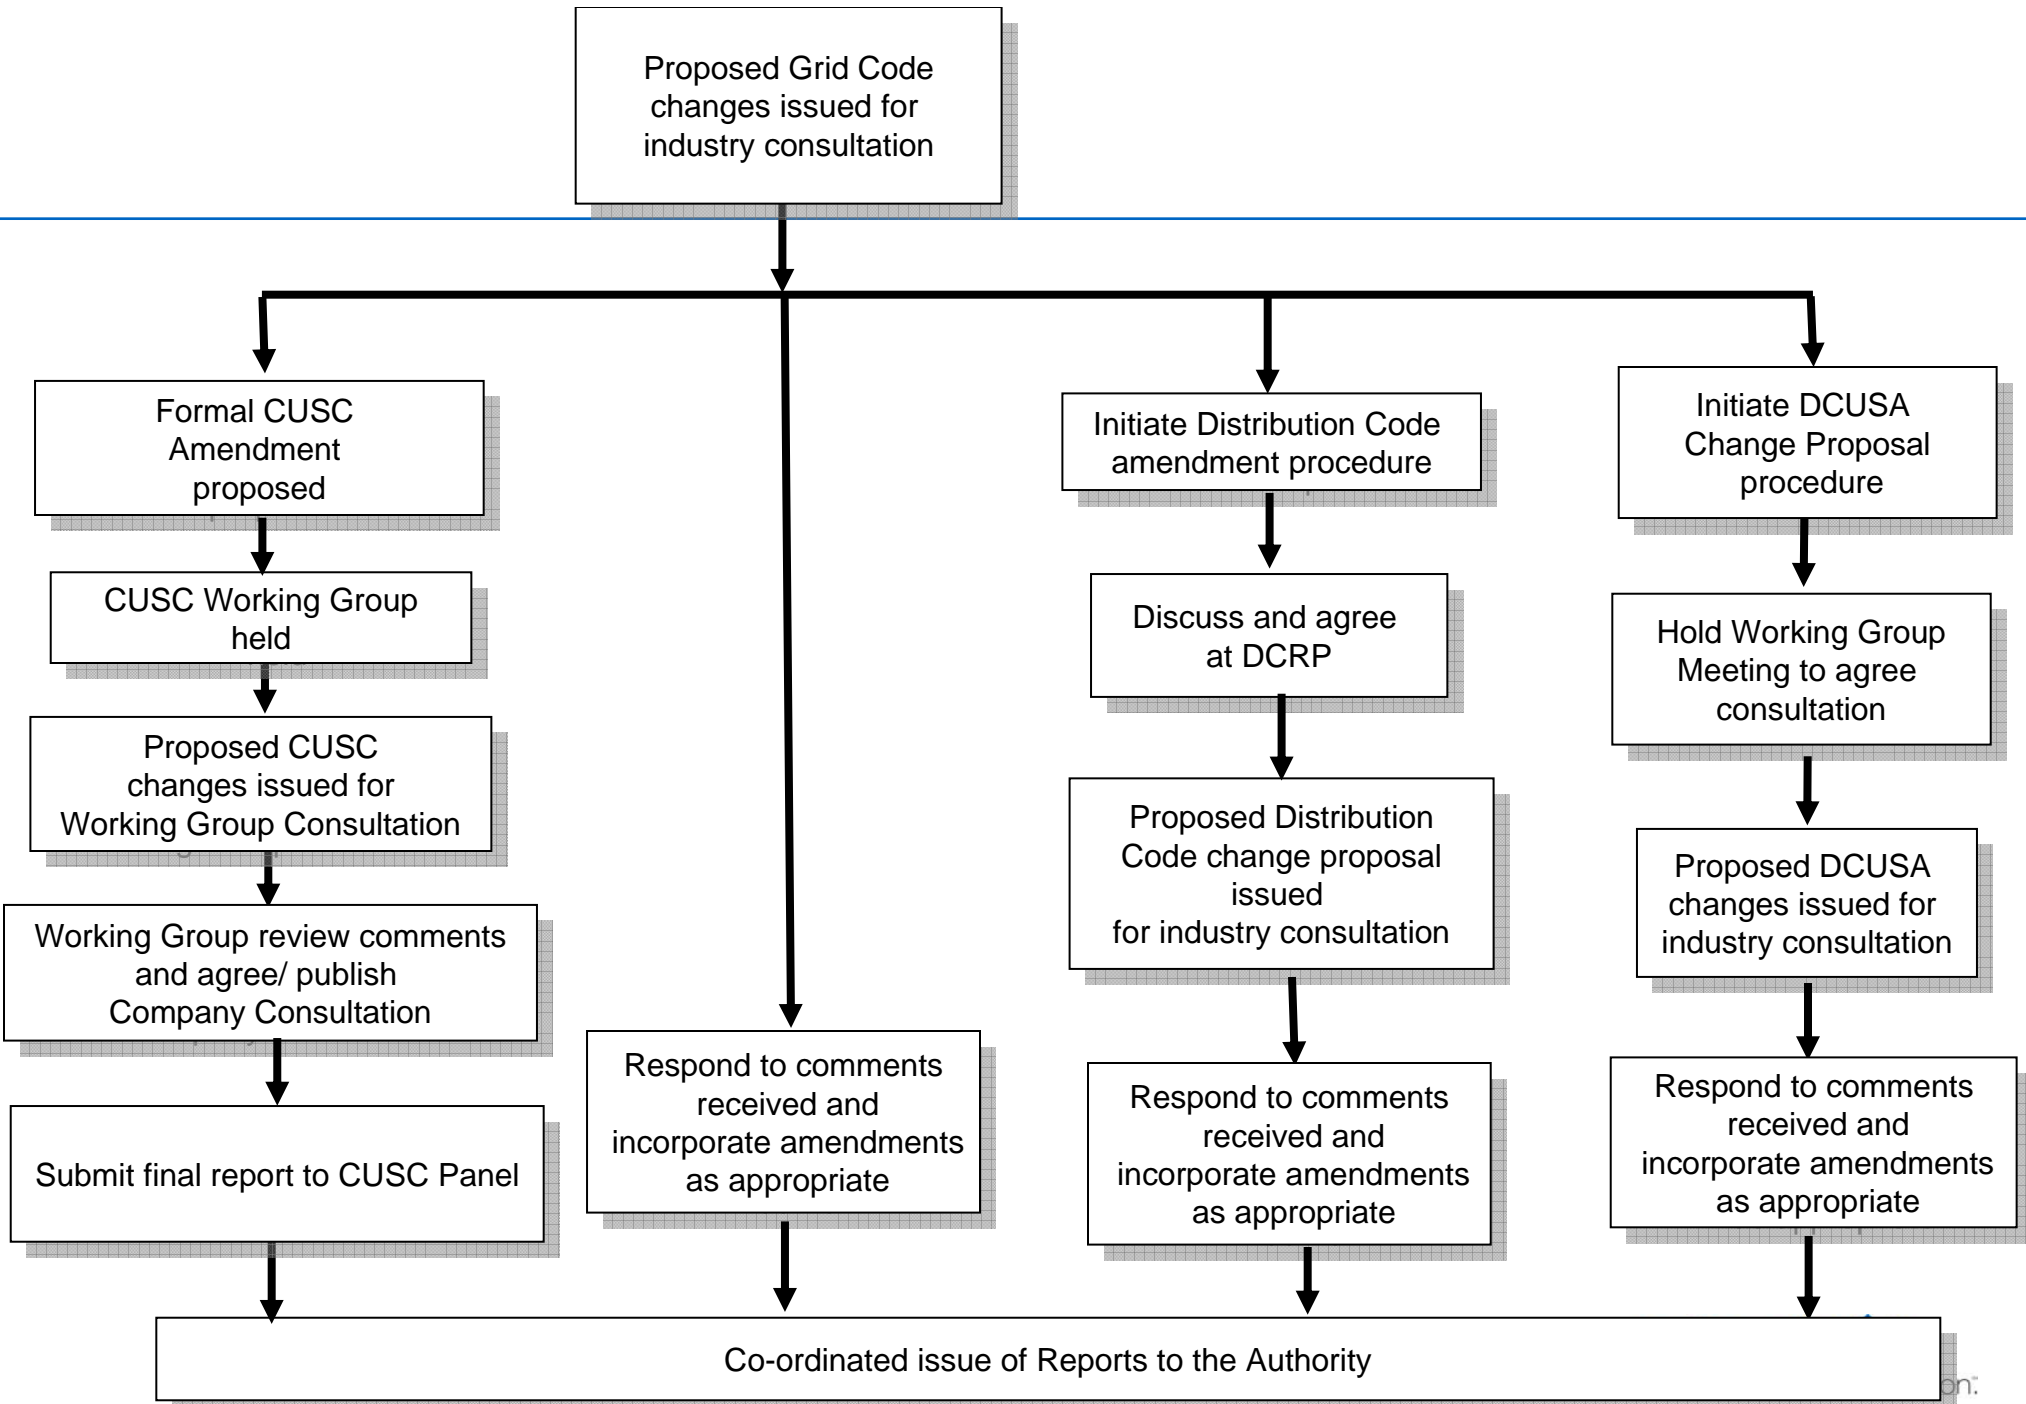 Proposed Grid Code
changes issued for
industry consultation
Formal CUSC
Amendment
proposed
CUSC Working Group
held
Proposed CUSC
changes issued for
Working Group Consultation
Working Group review comments
and agree/ publish
Company Consultation
Submit final report to CUSC Panel
Respond to comments
received and
incorporate amendments
as appropriate
Initiate Distribution Code
amendment procedure
Discuss and agree
at DCRP
Proposed Distribution
Code change proposal
issued
for industry consultation
Respond to comments
received and
incorporate amendments
as appropriate
Initiate DCUSA
Change Proposal
procedure
Hold Working Group
Meeting to agree
consultation
Proposed DCUSA
changes issued for
industry consultation
Respond to comments
received and
incorporate amendments
as appropriate
Co-ordinated issue of Reports to the Authority